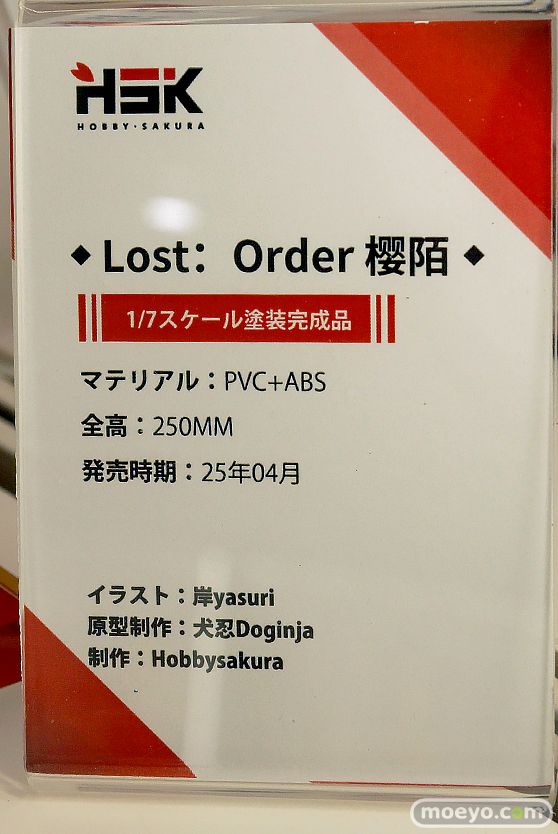 HSK
HOBBY·SAKURA
◆ Lost：Order 樱陌 ◆
1/7スケール塗装完成品
マテリアル：PVC+ABS
全高：250MM
発売時期：25年04月
イラスト：岸yasuri
原型制作：犬忍Doginja
制作：Hobbysakura
moeyo.com